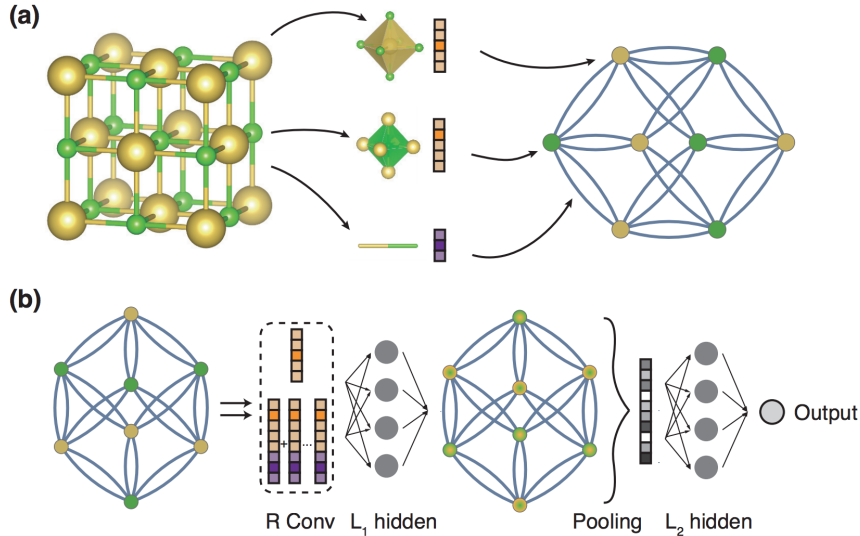 (a)
(b)
+
...
R Conv
L₁ hidden
Pooling
L₂ hidden
Output